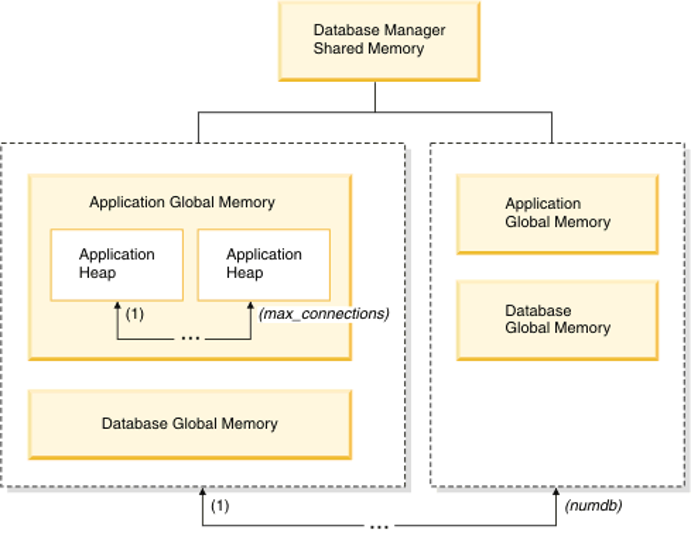 Database Manager
Shared Memory
Application Global Memory
Application
Heap
Application
Heap
(1)
...
(max_connections)
Database Global Memory
Application
Global Memory
Database
Global Memory
(1)
...
(numdb)